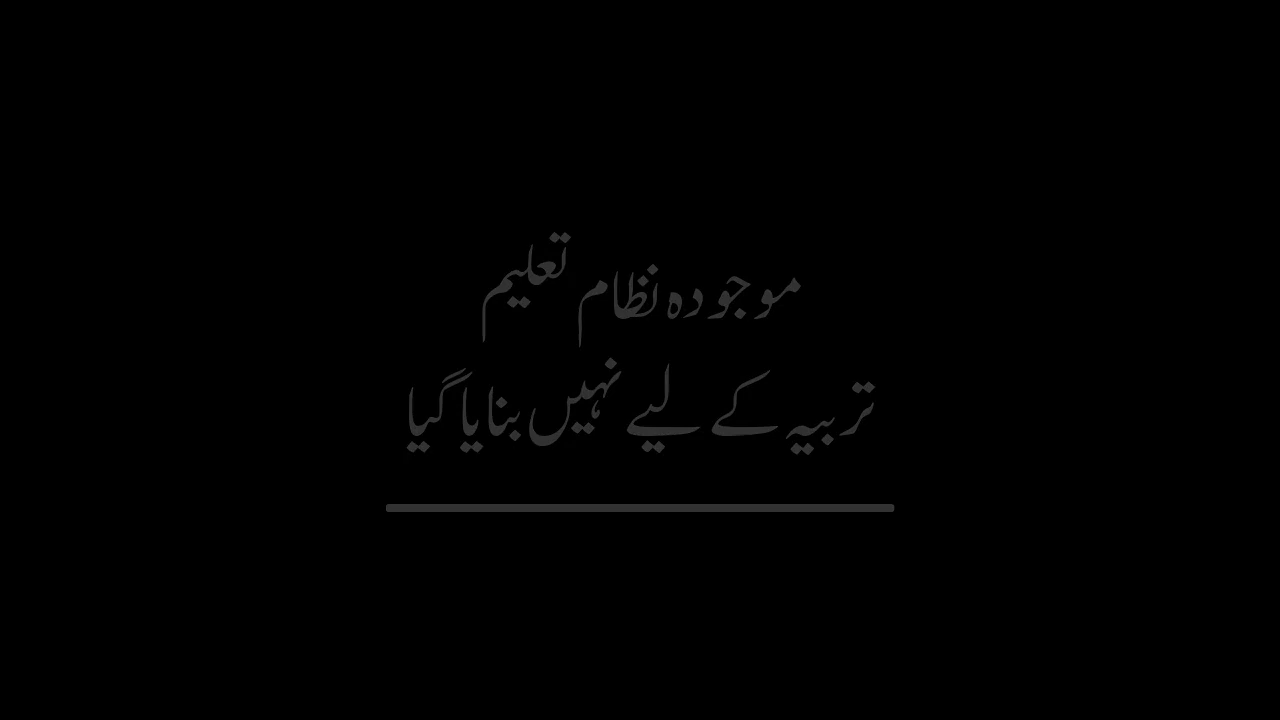 موجودہ نظام تعلیم
تربیہ کے لیے نہیں بنایا گیا